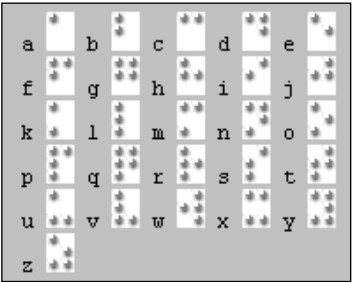 a b c d e
f g h i j
k l m n o
p q r s t
u v w x y
z